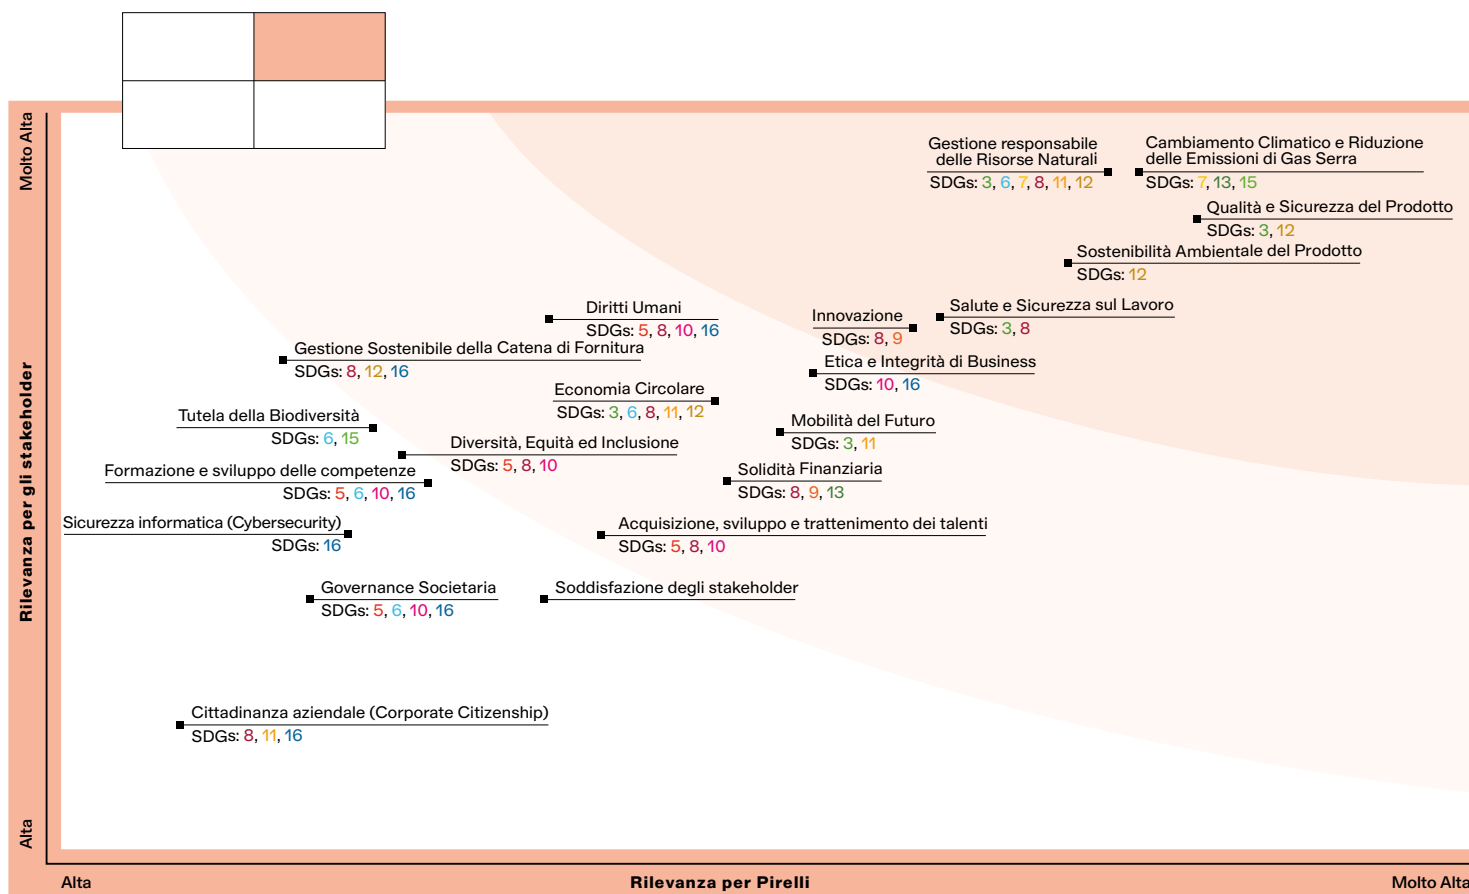 Molto Alta
Rilevanza per gli stakeholder
Alta
Gestione responsabile
delle Risorse Naturali
SDGs: 3, 6, 7, 8, 11, 12
Cambiamento Climatico e Riduzione
delle Emissioni di Gas Serra
SDGs: 7, 13, 15
Qualità e Sicurezza del Prodotto
SDGs: 3, 12
Sostenibilità Ambientale del Prodotto
SDGs: 12
Diritti Umani
SDGs: 5, 8, 10, 16
Innovazione
SDGs: 8, 9
Salute e Sicurezza sul Lavoro
SDGs: 3, 8
Gestione Sostenibile della Catena di Fornitura
SDGs: 8, 12, 16
Etica e Integrità di Business
SDGs: 10, 16
Economia Circolare
SDGs: 3, 6, 8, 11, 12
Tutela della Biodiversità
SDGs: 6, 15
Mobilità del Futuro
SDGs: 3, 11
Diversità, Equità ed Inclusione
SDGs: 5, 8, 10
Formazione e sviluppo delle competenze
SDGs: 5, 6, 10, 16
Solidità Finanziaria
SDGs: 8, 9, 13
Sicurezza informatica (Cybersecurity)
SDGs: 16
Acquisizione, sviluppo e trattenimento dei talenti
SDGs: 5, 8, 10
Governance Societaria
SDGs: 5, 6, 10, 16
Soddisfazione degli stakeholder
Cittadinanza aziendale (Corporate Citizenship)
SDGs: 8, 11, 16
Alta
Rilevanza per Pirelli
Molto Alta